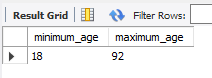 Result Grid Filter Rows:
minimum_age maximum_age
18 92